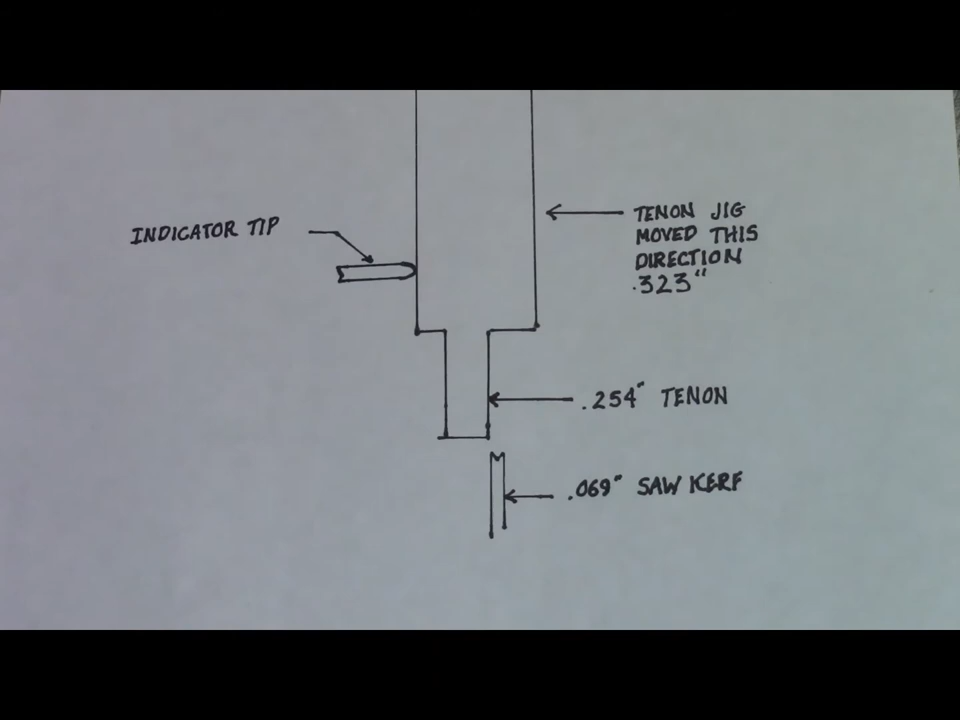 INDICATOR TIP
TENON JIG
MOVED THIS
DIRECTION
.323"
.254" TENON
.069" SAW KERF